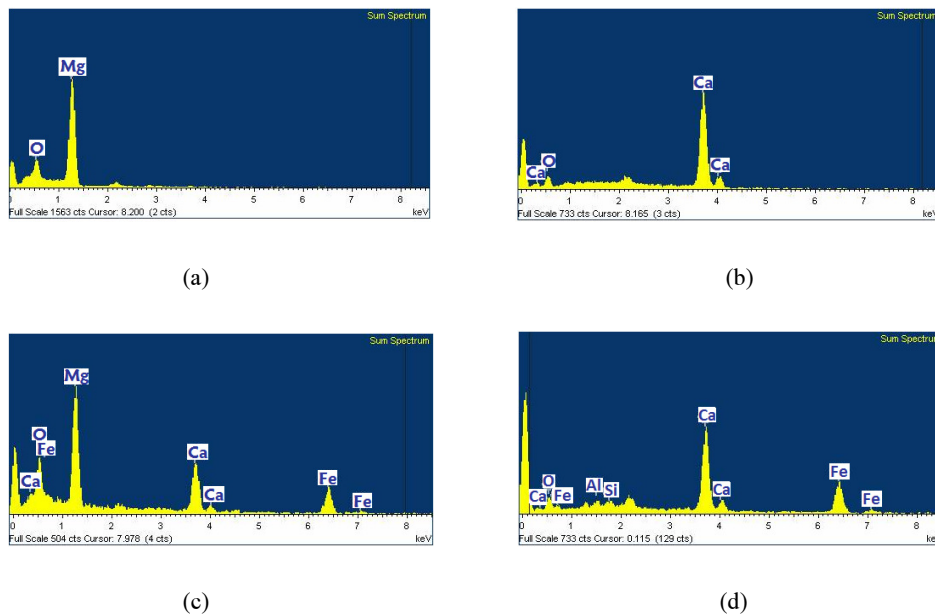 Sum Spectrum
Mg
O
0 1 2 3 4 5 6 7 8
Full Scale 1563 cts Cursor: 8.200 (2 cts) keV
(a)
Sum Spectrum
Ca
O
Ca
Ca
0 1 2 3 4 5 6 7 8
Full Scale 733 cts Cursor: 8.165 (3 cts) keV
(b)
Sum Spectrum
Mg
O
Fe
Ca
Ca
Ca
Fe
Fe
0 1 2 3 4 5 6 7 8
Full Scale 504 cts Cursor: 7.978 (4 cts) keV
(c)
Sum Spectrum
Ca
O
Al
Si
Ca
Fe
Ca
Fe
Fe
0 1 2 3 4 5 6 7 8
Full Scale 733 cts Cursor: 0.115 (129 cts) keV
(d)